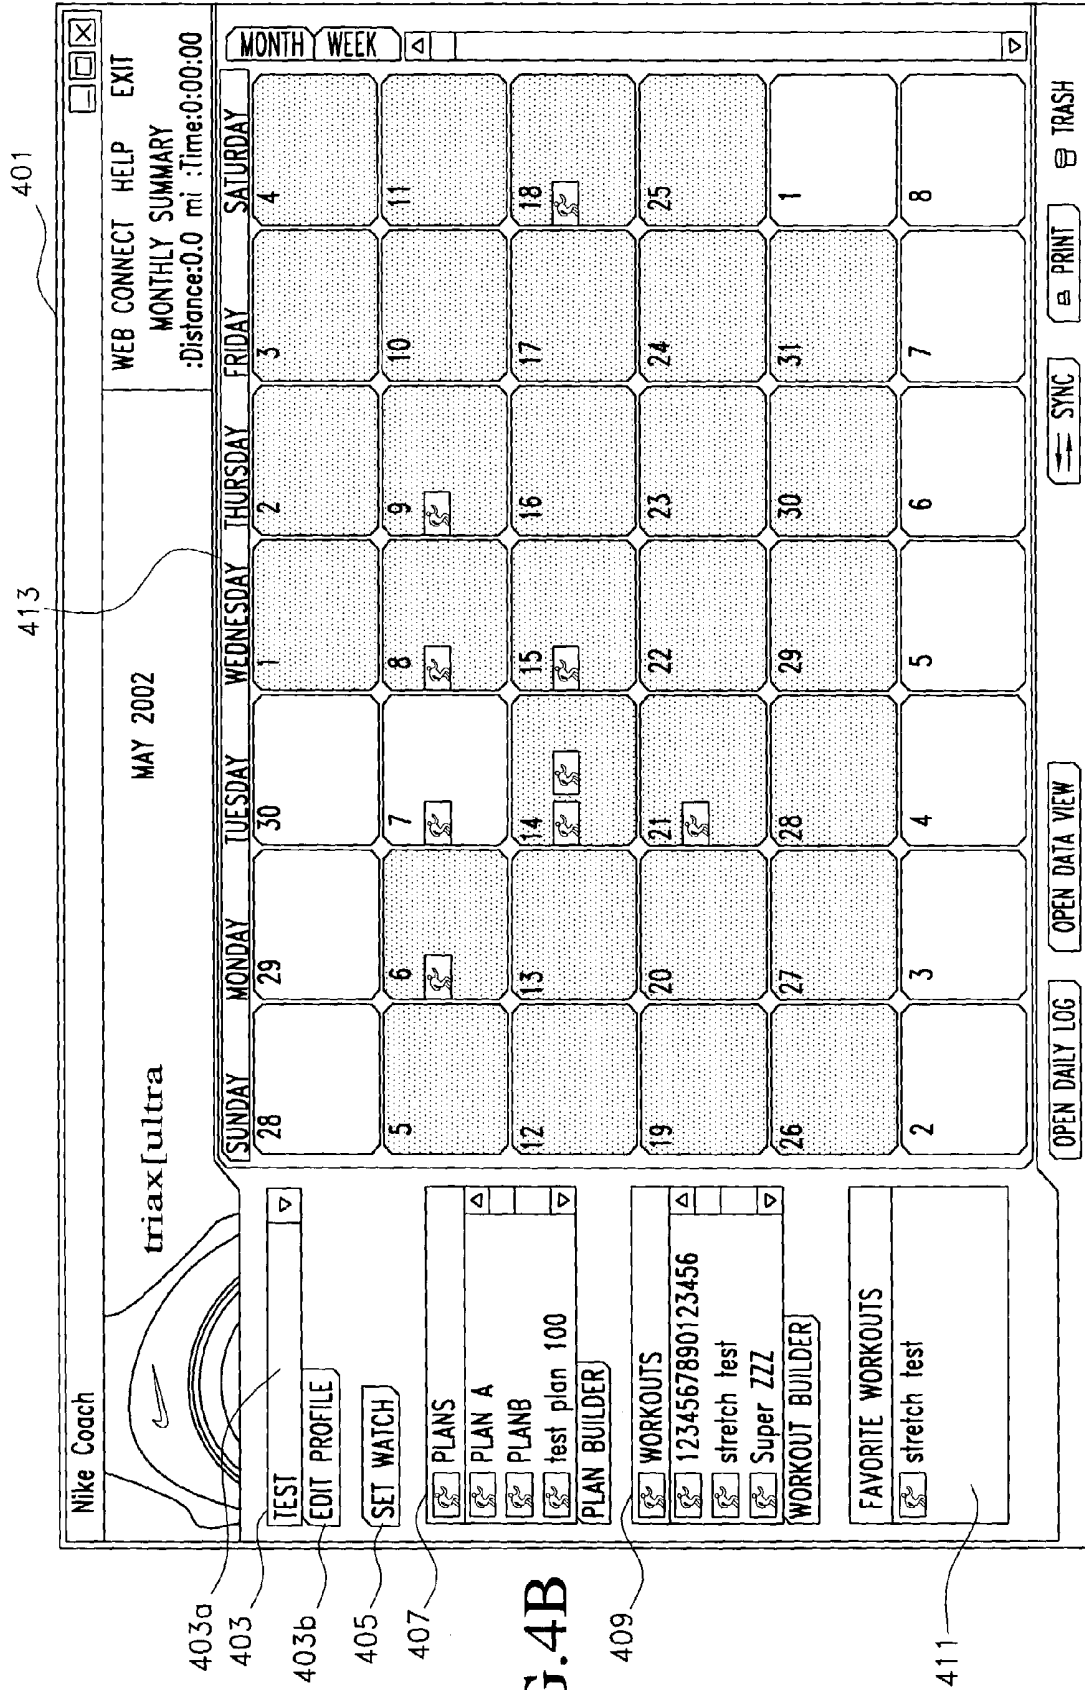 401
413
Nike Coach
WEB CONNECT HELP EXIT
triax[ultra
MAY 2002
MONTHLY SUMMARY
:Distance:0.0 mi :Time:0:00:00
403a
403
403b
405
407
409
411
TEST
EDIT PROFILE
SET WATCH
PLANS
PLAN A
PLANB
test plan 100
PLAN BUILDER
WORKOUTS
12345678901234 56
stretch test
Super ZZZ
WORKOUT BUILDER
FAVORITE WORKOUTS
stretch test
SUNDAY MONDAY TUESDAY WEDNESDAY THURSDAY FRIDAY SATURDAY
28 29 30 1 2 3 4
5 6 7 8 9 10 11
12 13 14 15 16 17 18
19 20 21 22 23 24 25
26 27 28 29 30 31 1
2 3 4 5 6 7 8
MONTH
WEEK
OPEN DAILY LOG OPEN DATA VIEW SYNC PRINT TRASH
G.4B